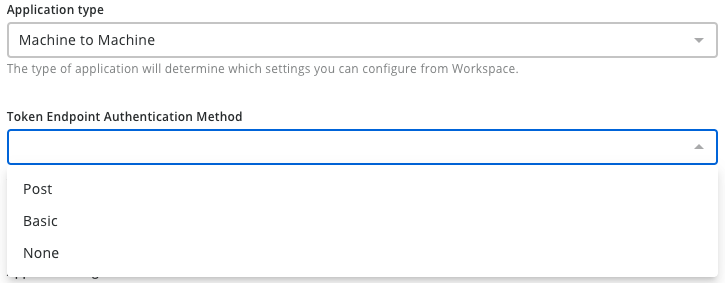 Application type
Machine to Machine
The type of application will determine which settings you can configure from Workspace.
Token Endpoint Authentication Method
Post
Basic
None